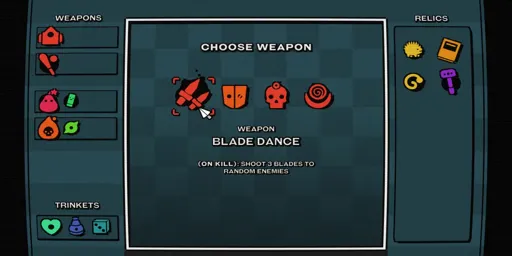 WEAPONS
RELICS
CHOOSE WEAPON
WEAPON
BLADE DANCE
(ON KILL): SHOOT 3 BLADES TO
RANDOM ENEMIES
TRINKETS